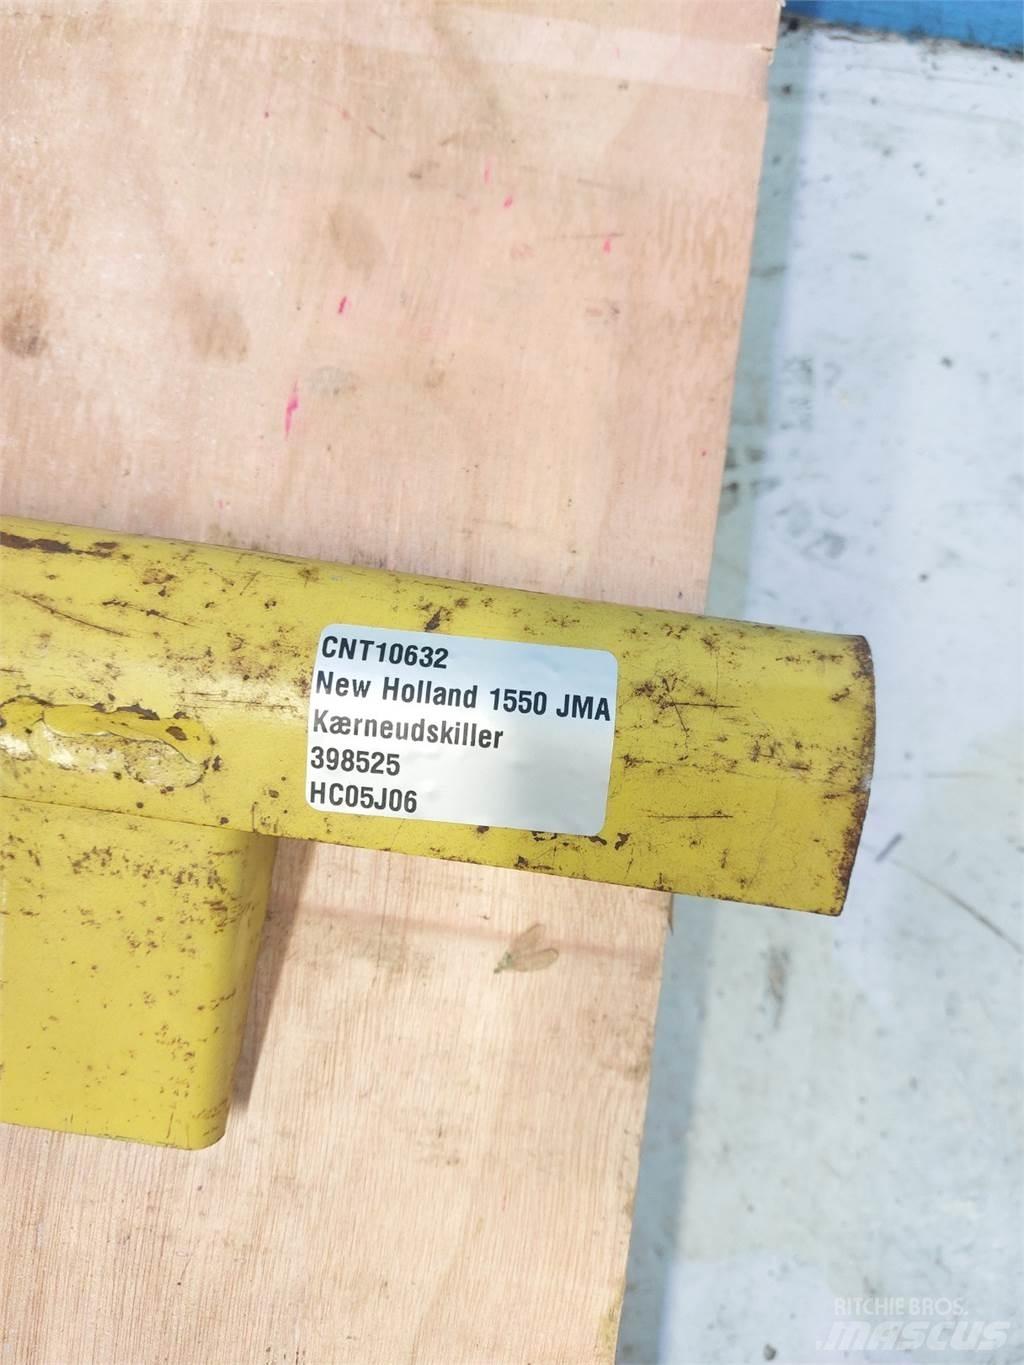 CNT10632
New Holland 1550 JMA
Kærneudskiller
398525
HC05J06
RITCHIE BROS.
MASCUS